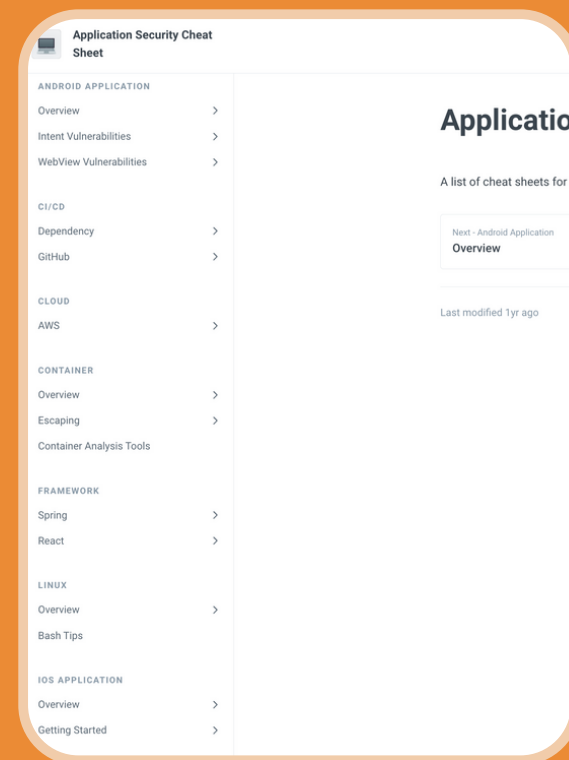 Application Security Cheat
Sheet
ANDROID APPLICATION
Overview
Intent Vulnerabilities
WebView Vulnerabilities
CI/CD
Dependency
GitHub
CLOUD
AWS
CONTAINER
Overview
Escaping
Container Analysis Tools
FRAMEWORK
Spring
React
LINUX
Overview
Bash Tips
IOS APPLICATION
Overview
Getting Started
Applicatio
A list of cheat sheets for
Next - Android Application
Overview
Last modified 1yr ago